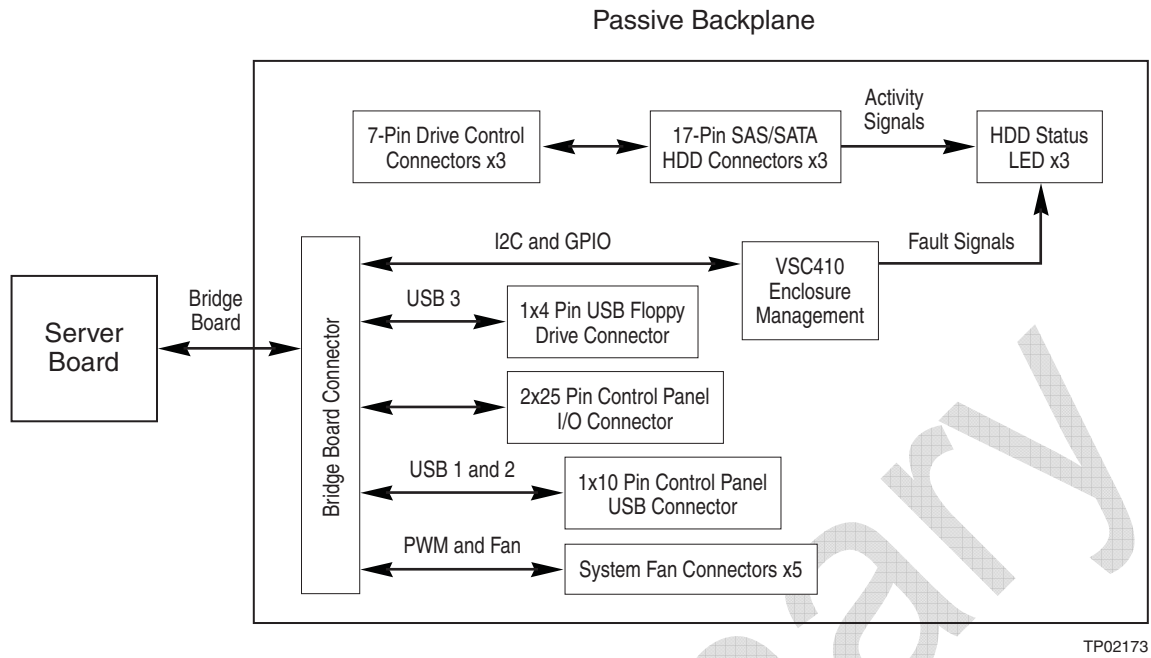 Passive Backplane
7-Pin Drive Control
Connectors x3
17-Pin SAS/SATA
HDD Connectors x3
Activity
Signals
HDD Status
LED x3
I2C and GPIO
VSC410
Enclosure
Management
Fault Signals
Server
Board
Bridge
Board
Bridge Board Connector
USB 3
1x4 Pin USB Floppy
Drive Connector
2x25 Pin Control Panel
I/O Connector
USB 1 and 2
1x10 Pin Control Panel
USB Connector
PWM and Fan
System Fan Connectors x5
TP02173